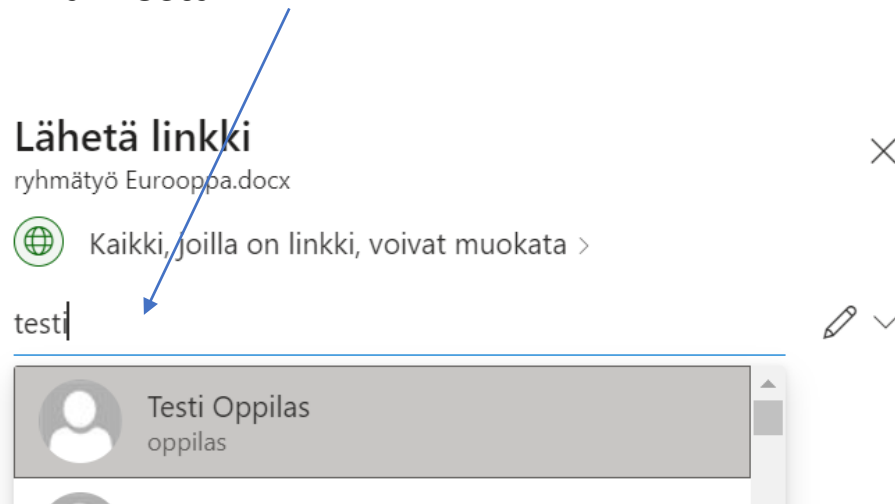 Lähetä linkki
ryhmätyö Eurooppa.docx
Kaikki, joilla on linkki, voivat muokata >
testi
Testi Oppilas
oppilas